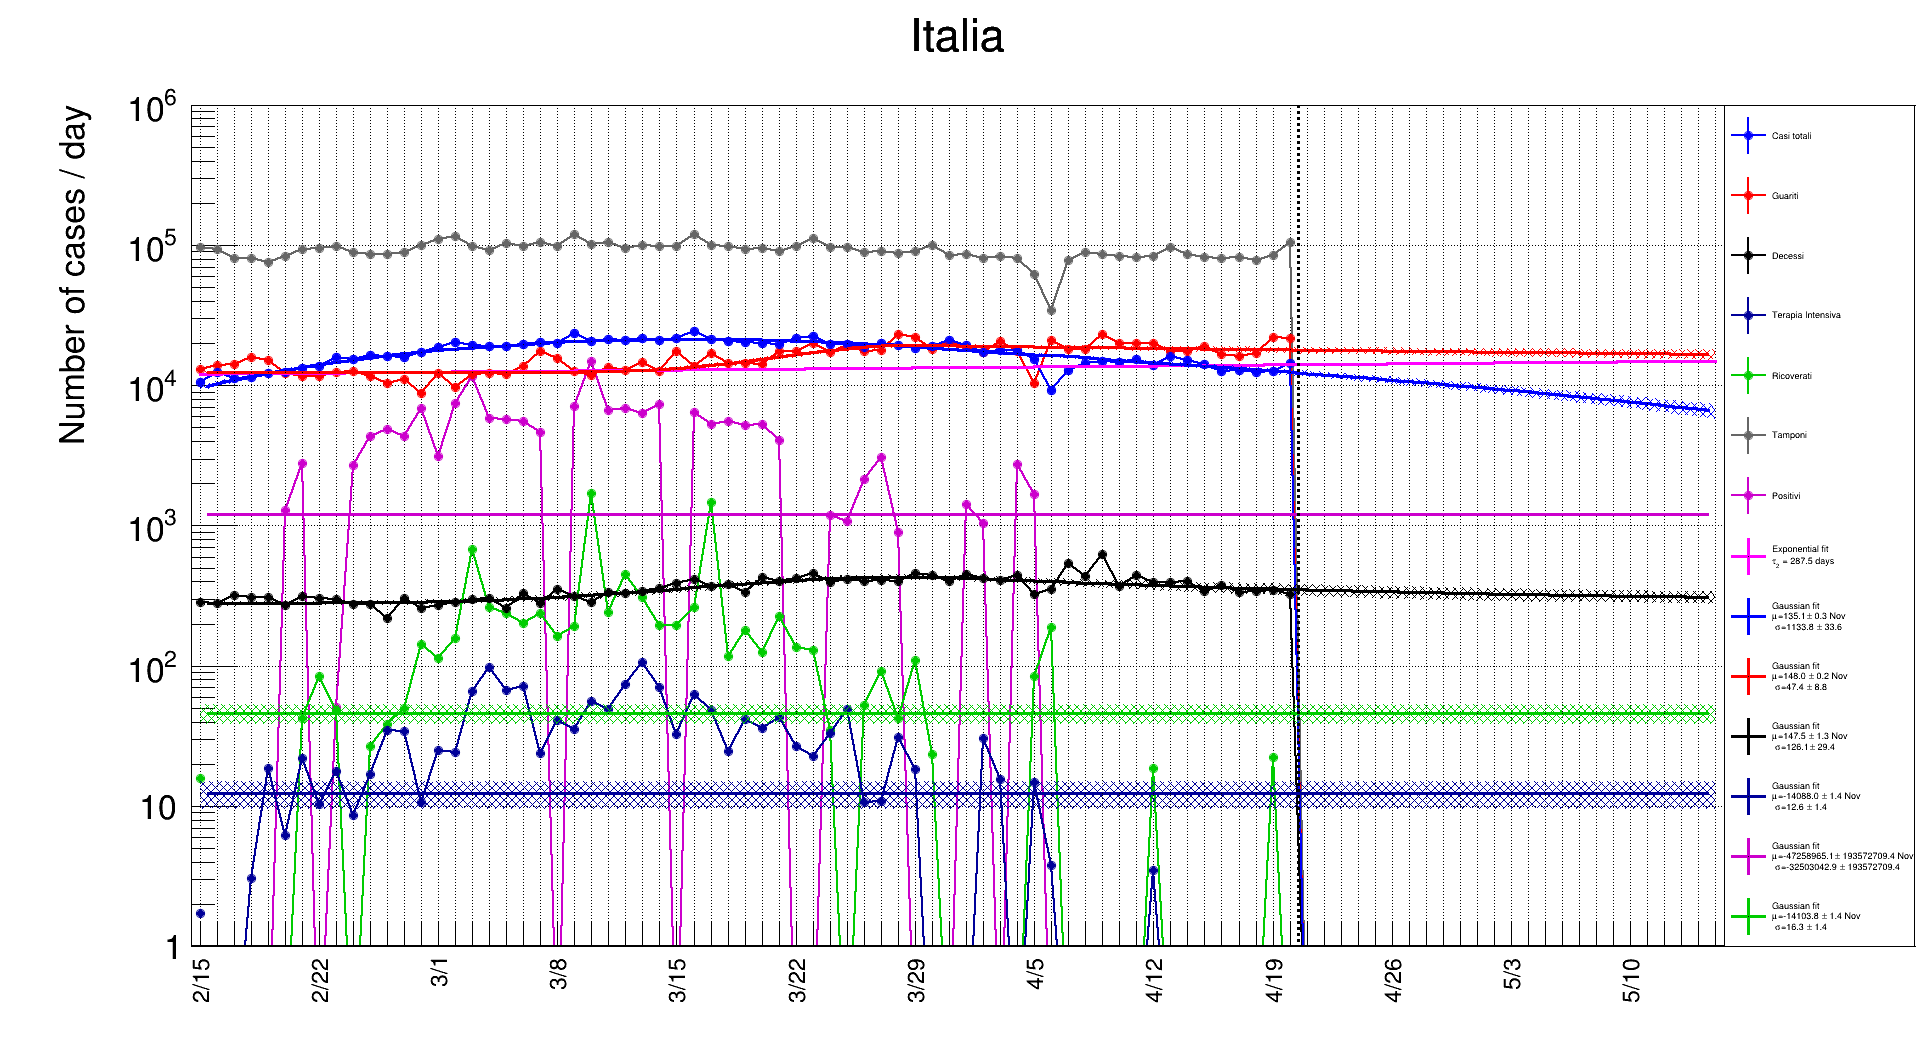 Italia
Number of cases / day
10^6
10^5
10^4
10^3
10^2
10
1
2/15
2/22
3/1
3/8
3/15
3/22
3/29
4/5
4/12
4/19
4/26
5/3
5/10
Casi totali
Guariti
Decessi
Terapia Intensiva
Ricoverati
Tamponi
Positivi
Exponential fit
τ₂ = 287.5 days
Gaussian fit
μ=135.1± 0.3 Nov
σ=1133.8 ± 33.6
Gaussian fit
μ=148.0 ± 0.2 Nov
σ=47.4 ± 8.8
Gaussian fit
μ=147.5 ± 1.3 Nov
σ=126.1± 29.4
Gaussian fit
μ=-14088.0 ± 1.4 Nov
σ=12.6 ± 1.4
Gaussian fit
μ=-47258965.1± 193572709.4 Nov
σ=-32503042.9 ± 193572709.4
Gaussian fit
μ=-14103.8 ± 1.4 Nov
σ=16.3 ± 1.4